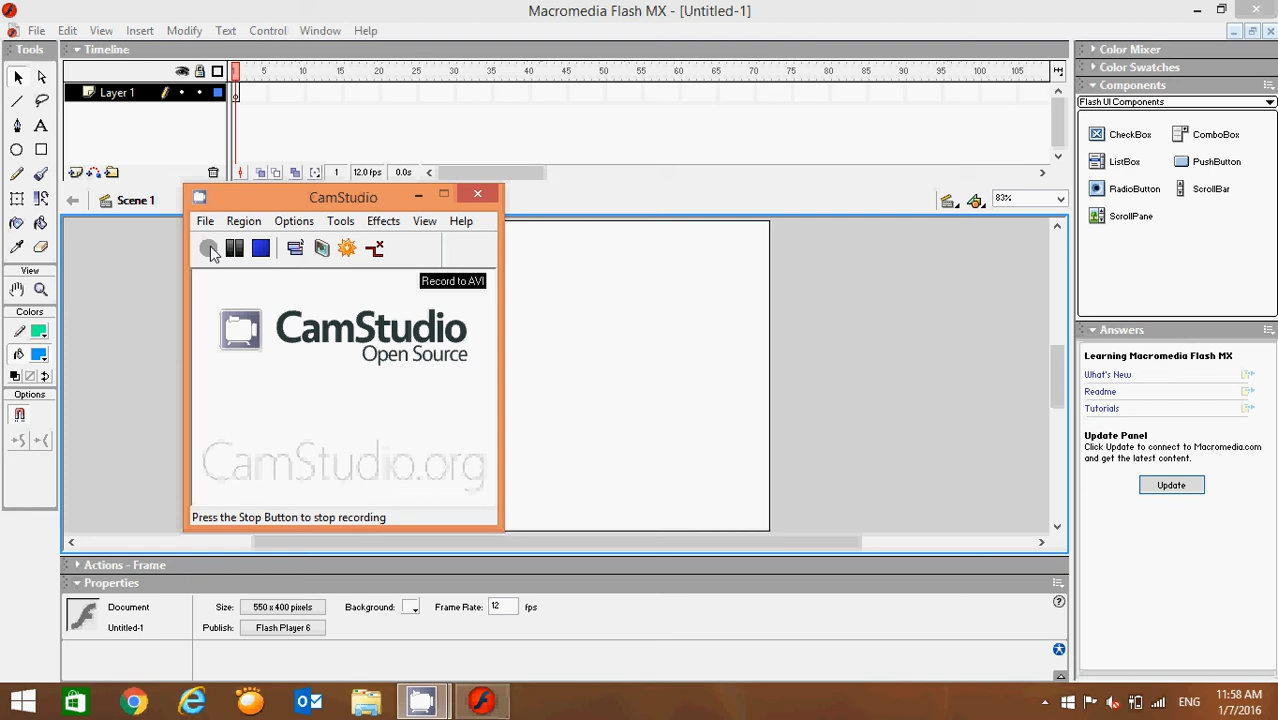 Macromedia Flash MX - [Untitled-1]
File Edit View Insert Modify Text Control Window Help
Tools
Timeline
1 5 10 15 20 25 30 35 40 45 50 55 60 65 70 75 80 85 90 95 100 105
Layer 1
1 12.0 fps 0.0s
Scene 1
83%
View
Colors
Options
CamStudio
File Region Options Tools Effects View Help
Record to AVI
CamStudio
Open Source
CamStudio.org
Press the Stop Button to stop recording
Color Mixer
Color Swatches
Components
Flash UI Components
CheckBox ComboBox
ListBox PushButton
RadioButton ScrollBar
ScrollPane
Answers
Learning Macromedia Flash MX
What's New
Readme
Tutorials
Update Panel
Click Update to connect to Macromedia.com
and get the latest content.
Update
Actions - Frame
Properties
Document Size: 550 x 400 pixels Background: Frame Rate: 12 fps
Untitled-1 Publish: Flash Player 6
ENG
11:58 AM
1/7/2016